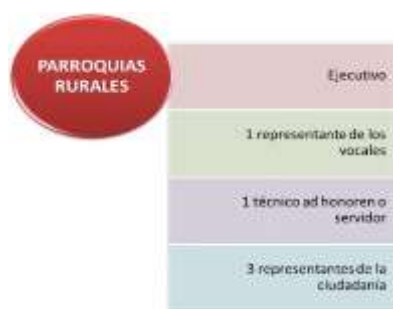 PARROQUIAS
RURALES
Ejecutivo
1 representante de los
vocales
1 técnico ad honoren o
servidor
3 representantes de la
ciudadanía